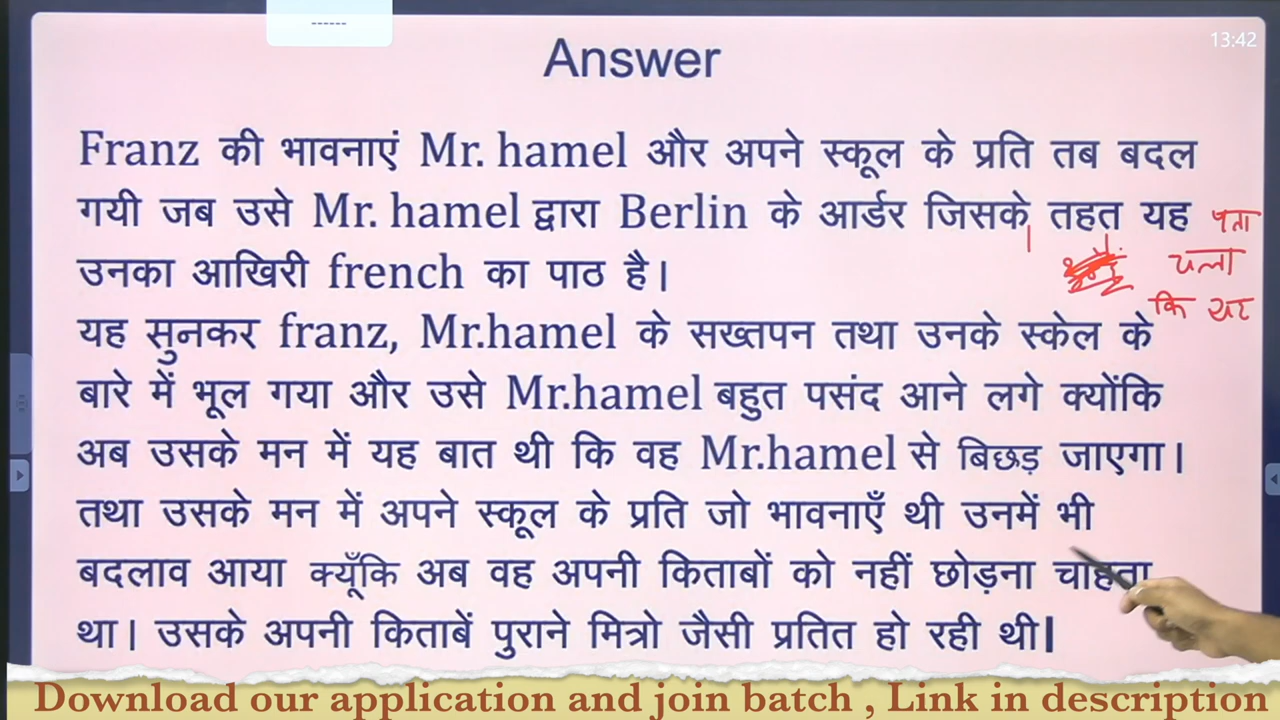 ------
13:42
Answer
Franz की भावनाएं Mr. hamel और अपने स्कूल के प्रति तब बदल
गयी जब उसे Mr. hamel द्वारा Berlin के आर्डर जिसके तहत यह
पता
चला
कि यह
उनका आखिरी french का पाठ है।
यह सुनकर franz, Mr.hamel के सख्तपन तथा उनके स्केल के
बारे में भूल गया और उसे Mr.hamel बहुत पसंद आने लगे क्योंकि
अब उसके मन में यह बात थी कि वह Mr.hamel से बिछड़ जाएगा।
तथा उसके मन में अपने स्कूल के प्रति जो भावनाएँ थी उनमें भी
बदलाव आया क्यूँकि अब वह अपनी किताबों को नहीं छोड़ना चाहता
था। उसके अपनी किताबें पुराने मित्रो जैसी प्रतित हो रही थी।
Download our application and join batch , Link in description